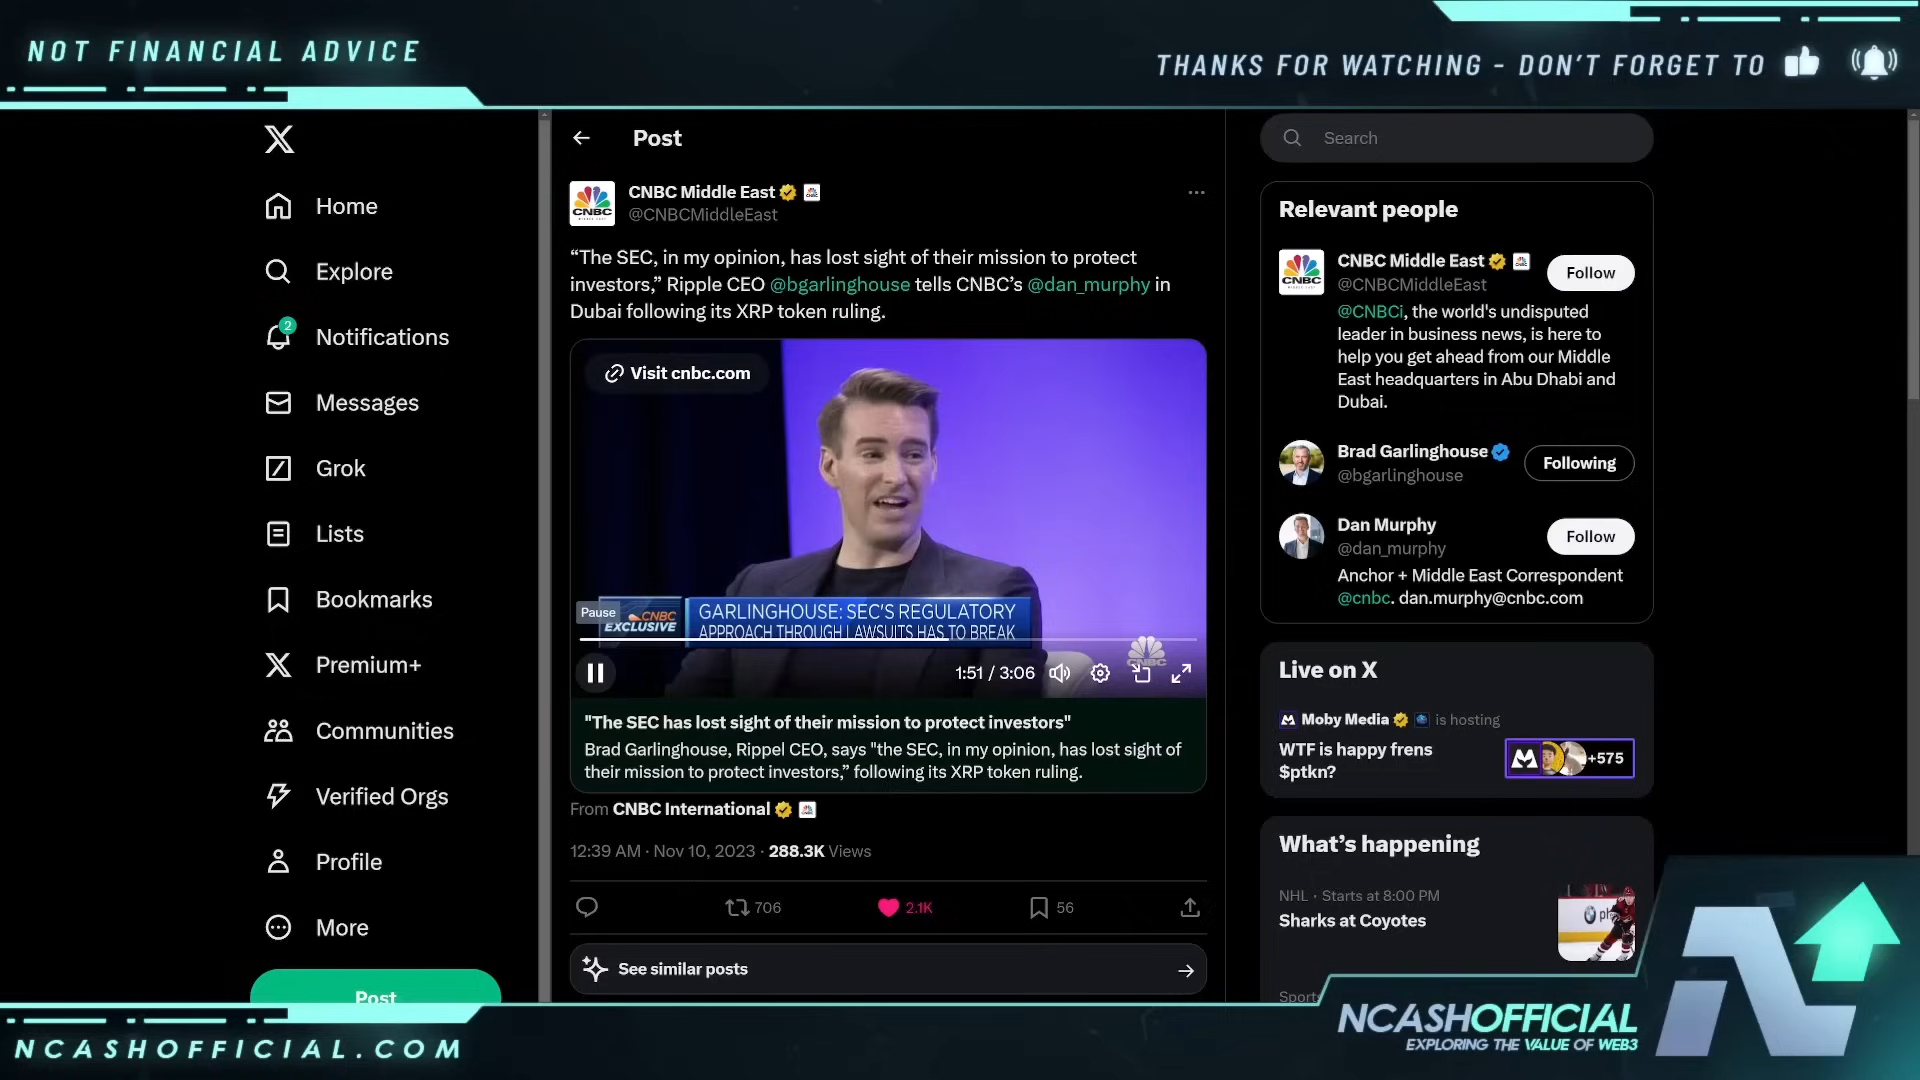 NOT FINANCIAL ADVICE
THANKS FOR WATCHING - DON'T FORGET TO
X
Home
Explore
2
Notifications
Messages
Grok
Lists
Bookmarks
Premium+
Communities
Verified Orgs
Profile
More
Post
Post
CNBC Middle East
@CNBCMiddleEast
“The SEC, in my opinion, has lost sight of their mission to protect
investors,” Ripple CEO @bgarlinghouse tells CNBC’s @dan_murphy in
Dubai following its XRP token ruling.
Visit cnbc.com
Pause
CNBC
EXCLUSIVE
GARLINGHOUSE: SEC'S REGULATORY
APPROACH THROUGH LAWSUITS HAS TO BREAK
CNBC
1:51 / 3:06
"The SEC has lost sight of their mission to protect investors"
Brad Garlinghouse, Rippel CEO, says "the SEC, in my opinion, has lost sight of
their mission to protect investors,” following its XRP token ruling.
From CNBC International
12:39 AM · Nov 10, 2023 · 288.3K Views
706
2.1K
56
See similar posts
Search
Relevant people
CNBC
CNBC Middle East
@CNBCMiddleEast
Follow
@CNBCi, the world's undisputed
leader in business news, is here to
help you get ahead from our Middle
East headquarters in Abu Dhabi and
Dubai.
Brad Garlinghouse
@bgarlinghouse
Following
Dan Murphy
@dan_murphy
Follow
Anchor + Middle East Correspondent
@cnbc. dan.murphy@cnbc.com
Live on X
Moby Media is hosting
WTF is happy frens
$ptkn?
+575
What’s happening
NHL · Starts at 8:00 PM
Sharks at Coyotes
Sports
NCASHOFFICIAL.COM
NCASHOFFICIAL
EXPLORING THE VALUE OF WEB3